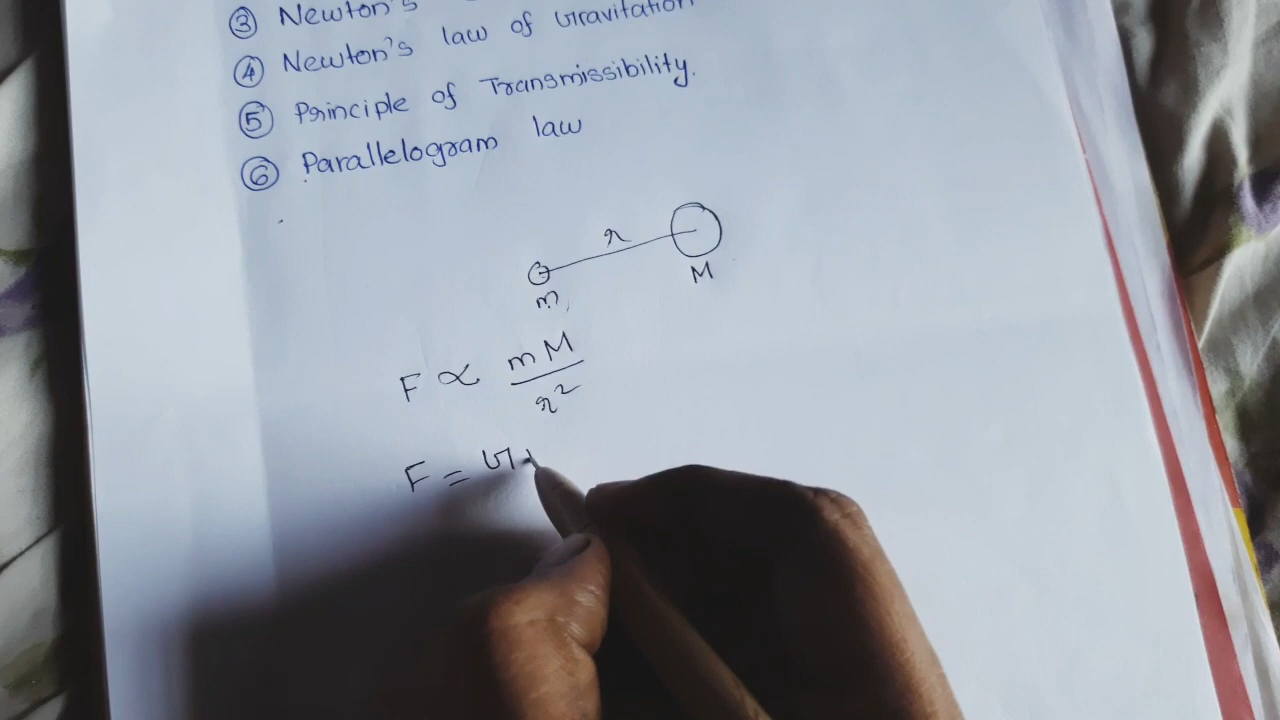 ③ Newton's
④ Newton's law of Gravitation
⑤ Principle of Transmissibility.
⑥ Parallelogram law
r
m
M
F ∝ mM / r²
F = G